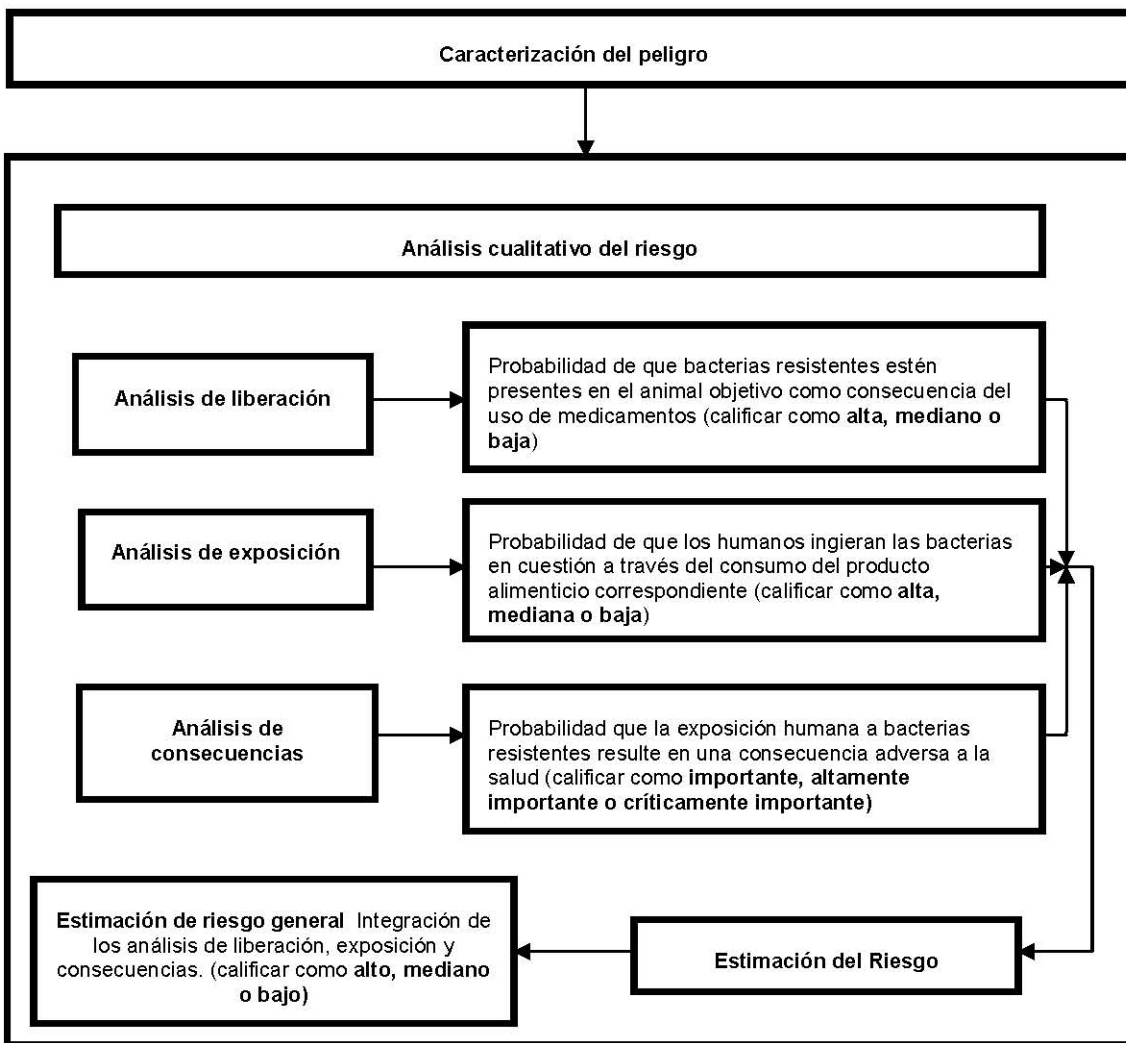 Caracterización del peligro
Análisis cualitativo del riesgo
Análisis de liberación
Probabilidad de que bacterias resistentes estén
presentes en el animal objetivo como consecuencia del
uso de medicamentos (calificar como alta, mediano o
baja)
Análisis de exposición
Probabilidad de que los humanos ingieran las bacterias
en cuestión a través del consumo del producto
alimenticio correspondiente (calificar como alta,
mediana o baja)
Análisis de
consecuencias
Probabilidad que la exposición humana a bacterias
resistentes resulte en una consecuencia adversa a la
salud (calificar como importante, altamente
importante o críticamente importante)
Estimación de riesgo general Integración de
los análisis de liberación, exposición y
consecuencias. (calificar como alto, mediano
o bajo)
Estimación del Riesgo